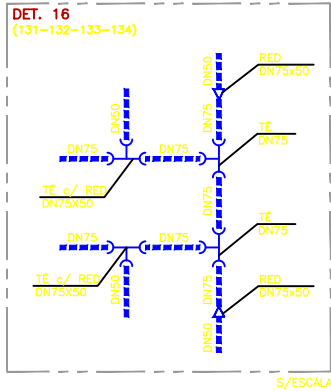 DET. 16
(131-132-133-134)
DN50
RED
DN75x50
DN50
DN75
TÊ
DN75
DN75
DN75
TÊ c/ RED
DN75X50
DN75
TÊ
DN75
DN75
DN75
TÊ c/ RED
DN75X50
DN50
DN75
RED
DN75x50
DN50
S/ESCALA